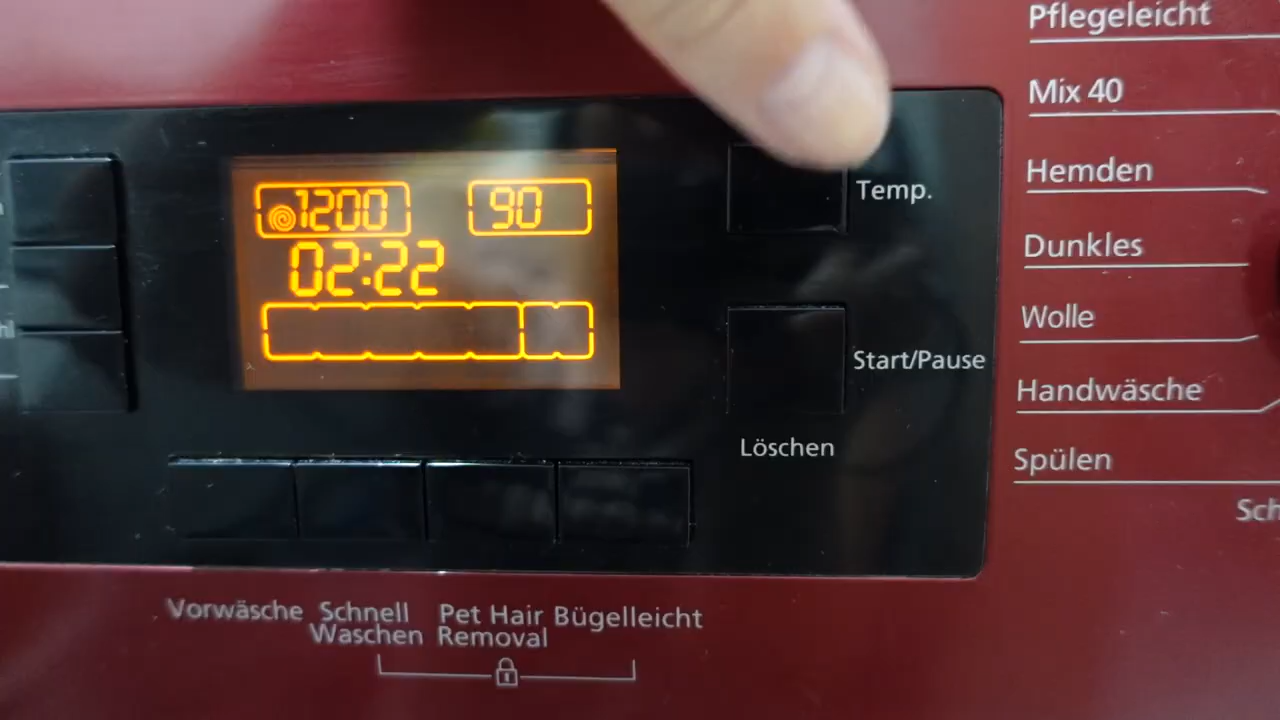 Pflegeleicht
Mix 40
Hemden
Dunkles
Wolle
Handwäsche
Spülen
1200
90
02:22
Temp.
Start/Pause
Löschen
Vorwäsche
Schnell
Waschen
Pet Hair
Removal
Bügelleicht